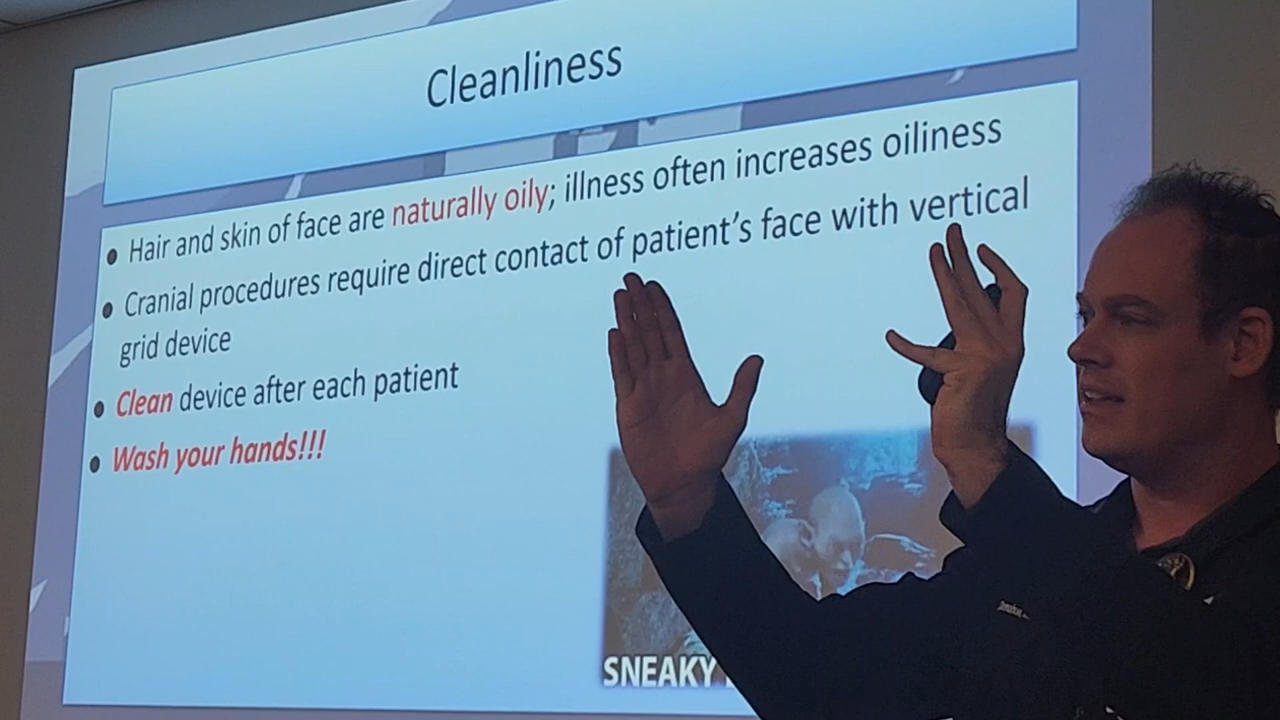 Cleanliness
Hair and skin of face are naturally oily; illness often increases oiliness
Cranial procedures require direct contact of patient's face with vertical
grid device
Clean device after each patient
Wash your hands!!!
SNEAKY